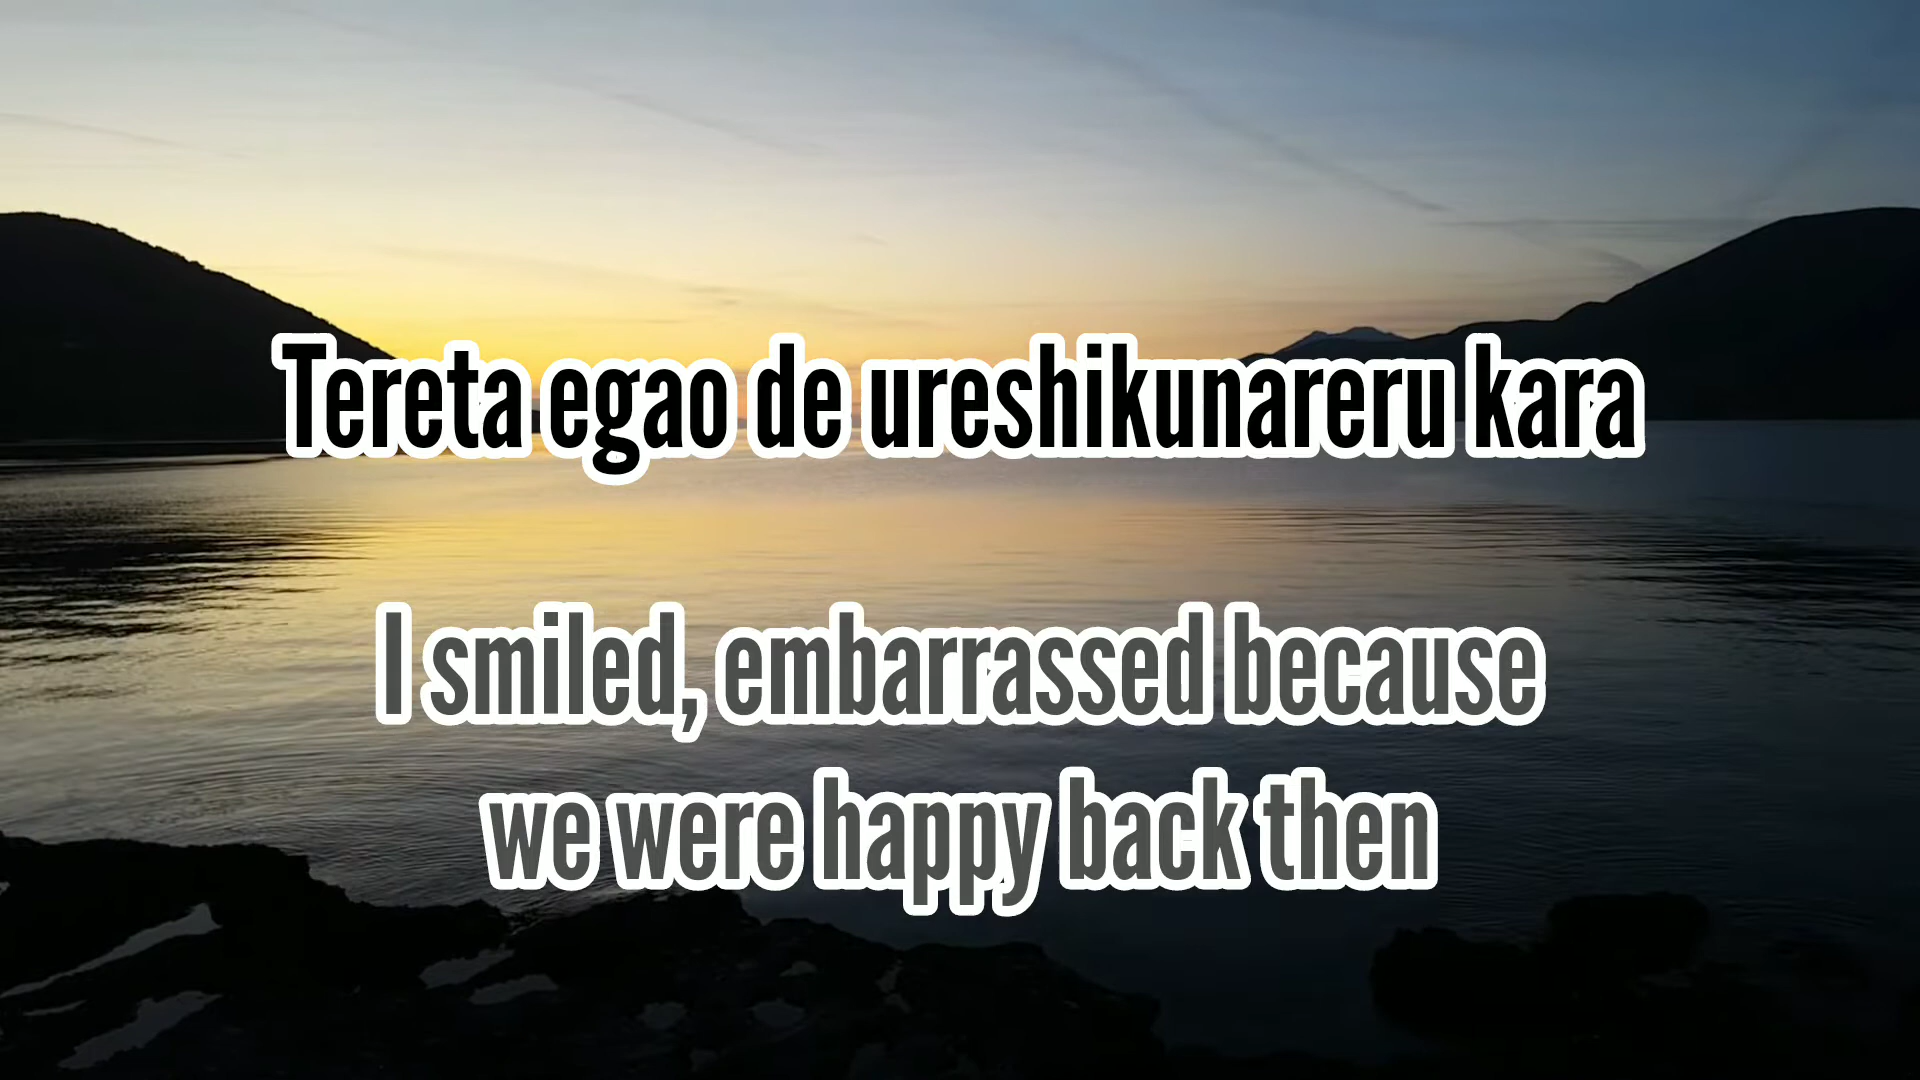 Tereta egao de ureshikunareru kara
I smiled, embarrassed because
we were happy back then